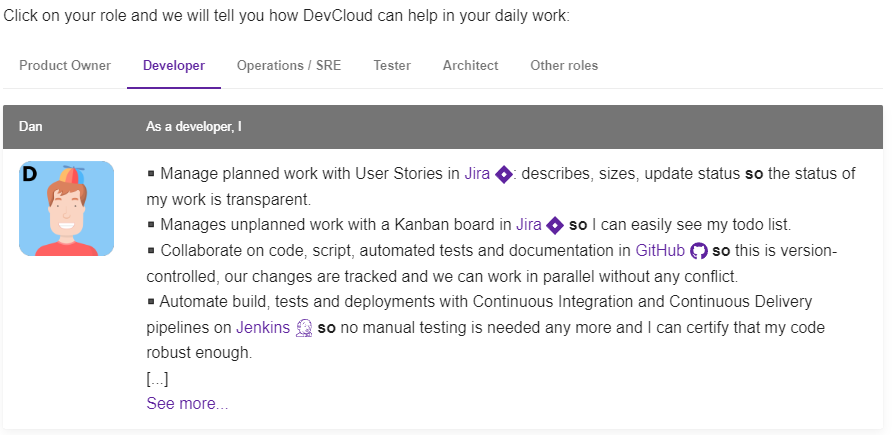 Click on your role and we will tell you how DevCloud can help in your daily work:
Product Owner Developer Operations / SRE Tester Architect Other roles
Dan As a developer, I
D
▪ Manage planned work with User Stories in Jira : describes, sizes, update status so the status of
my work is transparent.
▪ Manages unplanned work with a Kanban board in Jira so I can easily see my todo list.
▪ Collaborate on code, script, automated tests and documentation in GitHub so this is version-
controlled, our changes are tracked and we can work in parallel without any conflict.
▪ Automate build, tests and deployments with Continuous Integration and Continuous Delivery
pipelines on Jenkins so no manual testing is needed any more and I can certify that my code
robust enough.
[...]
See more...